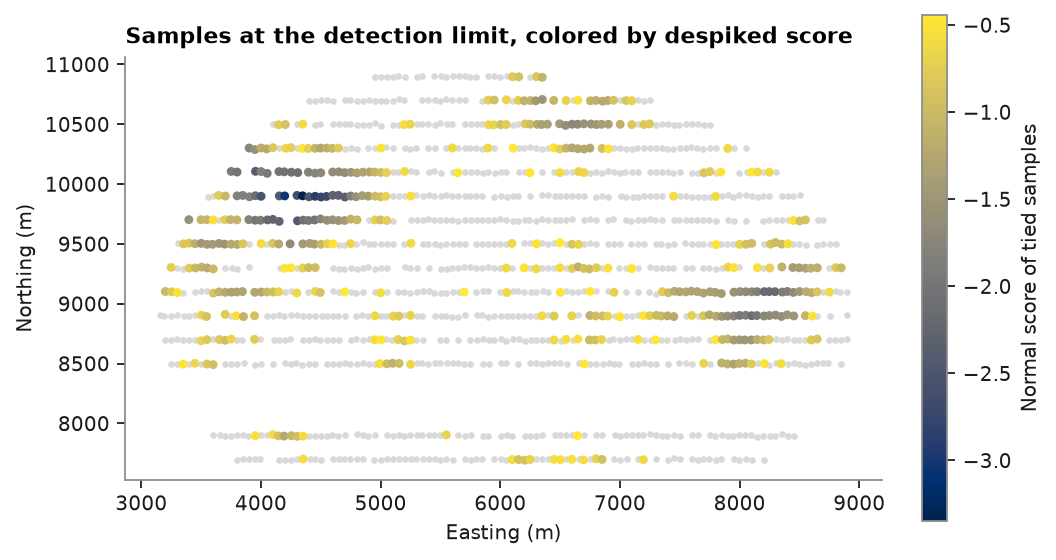 Samples at the detection limit, colored by despiked score
11000
10500
10000
9500
9000
8500
8000
Northing (m)
3000 4000 5000 6000 7000 8000 9000
Easting (m)
−0.5
−1.0
−1.5
−2.0
−2.5
−3.0
Normal score of tied samples